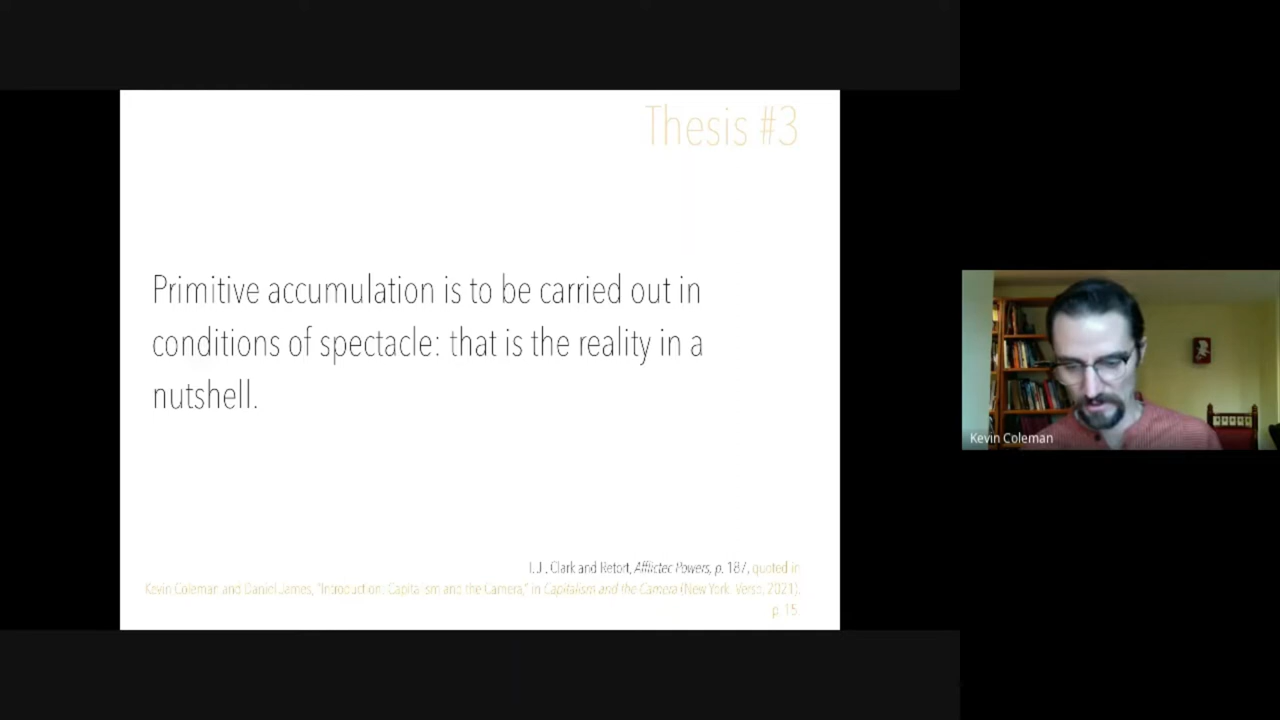 Thesis #3
Primitive accumulation is to be carried out in
conditions of spectacle: that is the reality in a
nutshell.
T.J. Clark and Retort, Afflicted Powers, p. 187, quoted in
Kevin Coleman and Daniel James, "Introduction: Capitalism and the Camera," in Capitalism and the Camera (New York: Verso, 2021),
p. 15.
Kevin Coleman